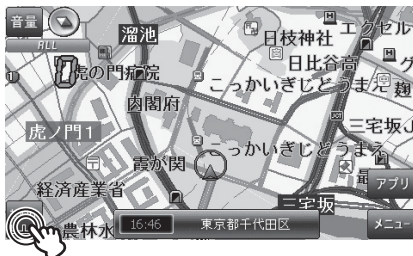 音量
溜池
ALL
虎の門病院
日枝神社
エクセル
日比谷高
こっかいぎじどうまえ
麹
内閣府
虎ノ門1
三宅坂
JCT
霞が関
こっかいぎじどうまえ
経済産業省
アプリ
三宅坂
農林水
16:46
東京都千代田区
メニュー